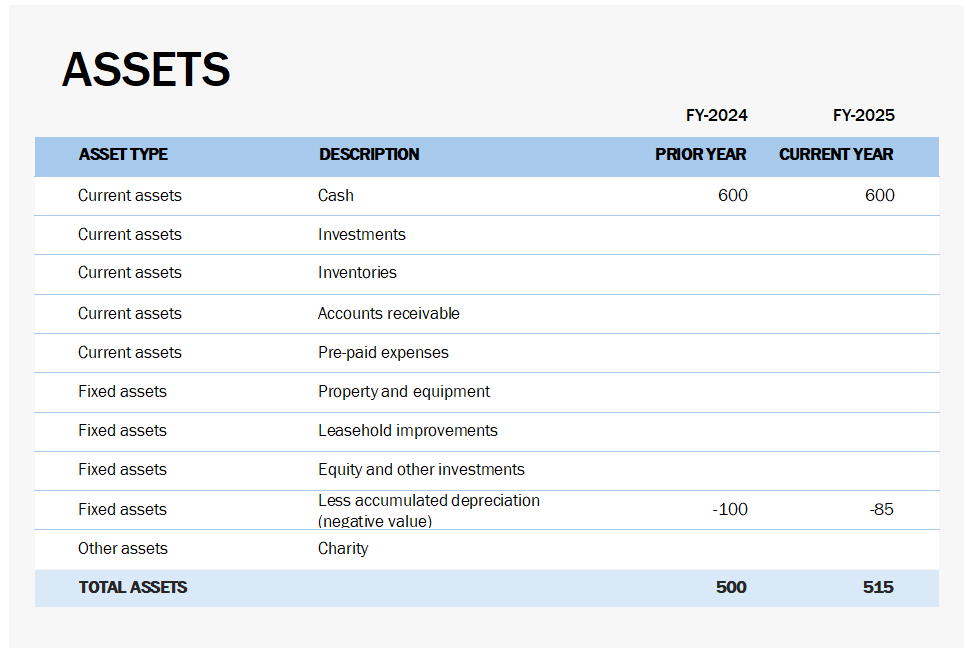 ASSETS
FY-2024 FY-2025
ASSET TYPE DESCRIPTION PRIOR YEAR CURRENT YEAR
Current assets Cash 600 600
Current assets Investments
Current assets Inventories
Current assets Accounts receivable
Current assets Pre-paid expenses
Fixed assets Property and equipment
Fixed assets Leasehold improvements
Fixed assets Equity and other investments
Fixed assets Less accumulated depreciation -100 -85
(negative value)
Other assets Charity
TOTAL ASSETS 500 515